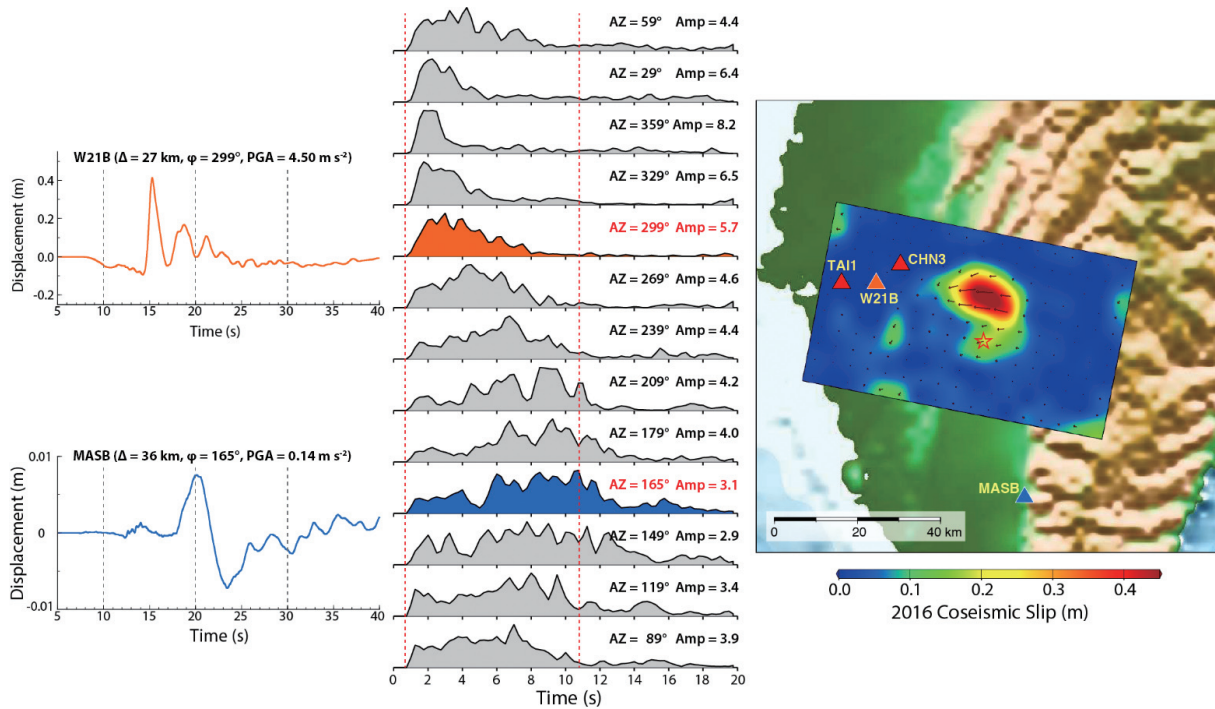 W21B (Δ = 27 km, φ = 299°, PGA = 4.50 m s⁻²)
0.4
0.2
0.0
-0.2
Displacement (m)
5 10 15 20 25 30 35 40
Time (s)
MASB (Δ = 36 km, φ = 165°, PGA = 0.14 m s⁻²)
0.01
0
-0.01
Displacement (m)
5 10 15 20 25 30 35 40
Time (s)
AZ = 59° Amp = 4.4
AZ = 29° Amp = 6.4
AZ = 359° Amp = 8.2
AZ = 329° Amp = 6.5
AZ = 299° Amp = 5.7
AZ = 269° Amp = 4.6
AZ = 239° Amp = 4.4
AZ = 209° Amp = 4.2
AZ = 179° Amp = 4.0
AZ = 165° Amp = 3.1
AZ = 149° Amp = 2.9
AZ = 119° Amp = 3.4
AZ = 89° Amp = 3.9
0 2 4 6 8 10 12 14 16 18 20
Time (s)
CHN3
TAI1
W21B
MASB
0 20 40 km
0.0 0.1 0.2 0.3 0.4
2016 Coseismic Slip (m)